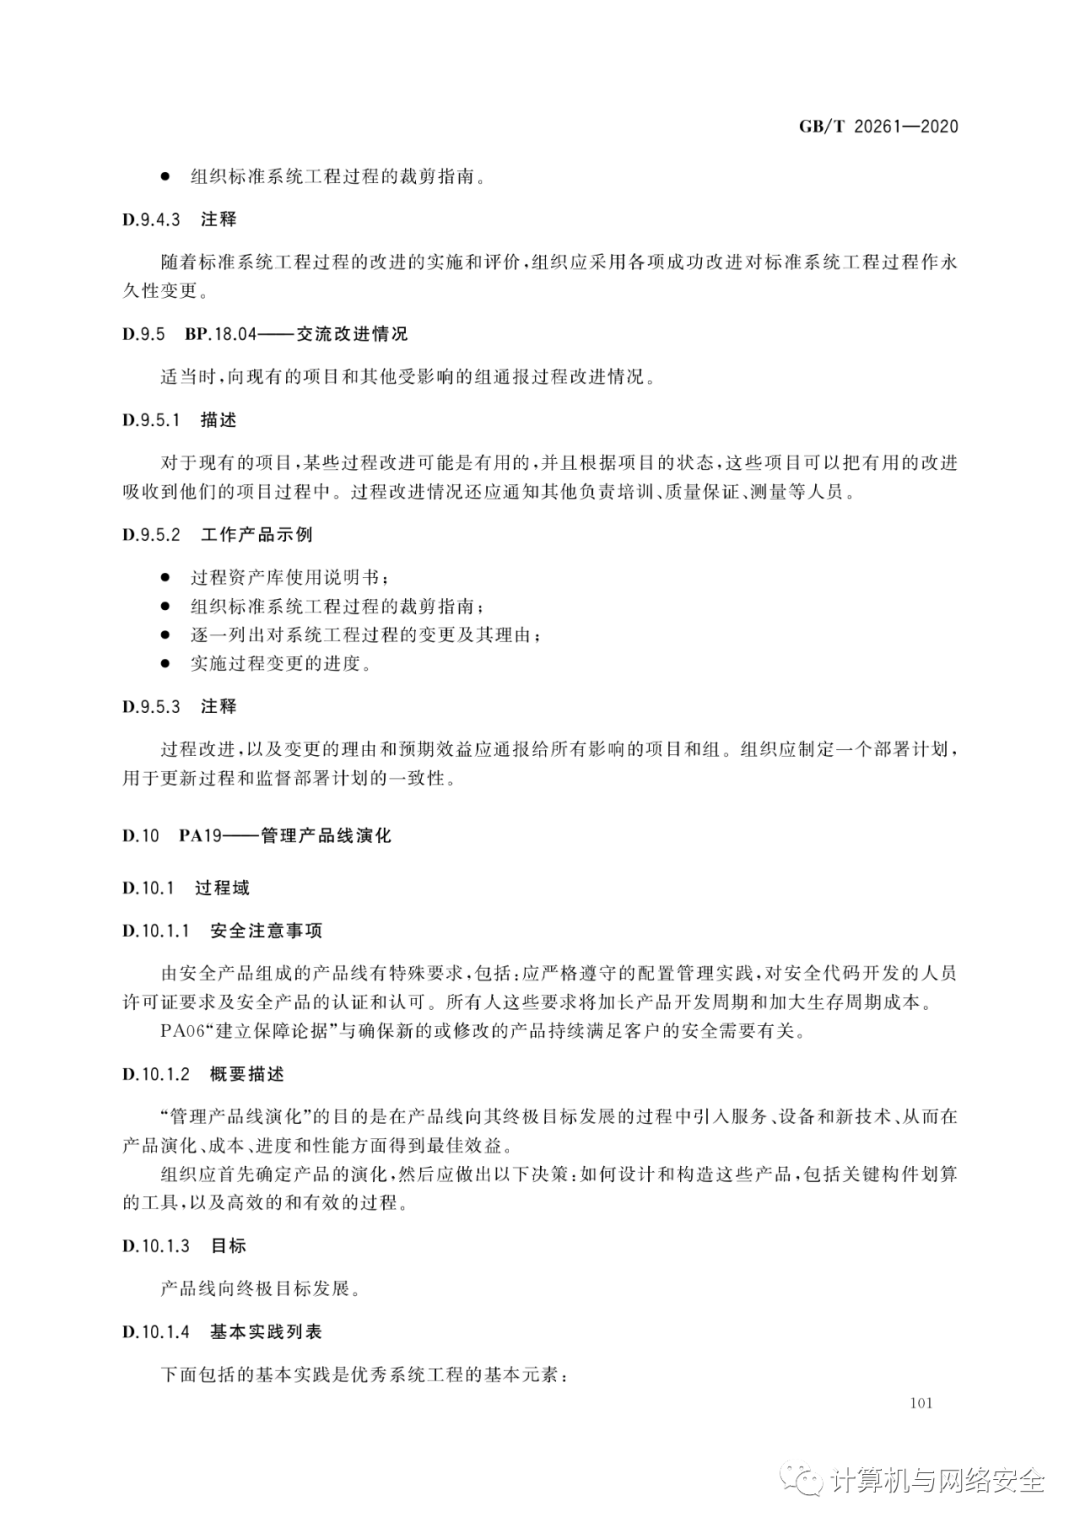 GB/T 20261—2020
● 组织标准系统工程过程的裁剪指南。
D.9.4.3 注释
随着标准系统工程过程的改进的实施和评价,组织应采用各项成功改进对标准系统工程过程作永
久性变更。
D.9.5 BP.18.04——交流改进情况
适当时,向现有的项目和其他受影响的组通报过程改进情况。
D.9.5.1 描述
对于现有的项目,某些过程改进可能是有用的,并且根据项目的状态,这些项目可以把有用的改进
吸收到他们的项目过程中。过程改进情况还应通知其他负责培训、质量保证、测量等人员。
D.9.5.2 工作产品示例
● 过程资产库使用说明书;
● 组织标准系统工程过程的裁剪指南;
● 逐一列出对系统工程过程的变更及其理由;
● 实施过程变更的进度。
D.9.5.3 注释
过程改进,以及变更的理由和预期效益应通报给所有影响的项目和组。组织应制定一个部署计划,
用于更新过程和监督部署计划的一致性。
D.10 PA19——管理产品线演化
D.10.1 过程域
D.10.1.1 安全注意事项
由安全产品组成的产品线有特殊要求,包括:应严格遵守的配置管理实践,对安全代码开发的人员
许可证要求及安全产品的认证和认可。所有人这些要求将加长产品开发周期和加大生存周期成本。
PA06“建立保障论据”与确保新的或修改的产品持续满足客户的安全需要有关。
D.10.1.2 概要描述
“管理产品线演化”的目的是在产品线向其终极目标发展的过程中引入服务、设备和新技术、从而在
产品演化、成本、进度和性能方面得到最佳效益。
组织应首先确定产品的演化,然后应做出以下决策:如何设计和构造这些产品,包括关键构件划算
的工具,以及高效的和有效的过程。
D.10.1.3 目标
产品线向终极目标发展。
D.10.1.4 基本实践列表
下面包括的基本实践是优秀系统工程的基本元素:
101
计算机与网络安全